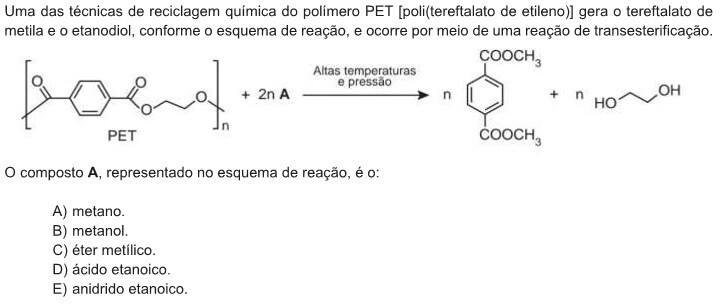 Uma das técnicas de reciclagem química do polímero PET [poli(tereftalato de etileno)] gera o tereftalato de
metila e o etanodiol, conforme o esquema de reação, e ocorre por meio de uma reação de transesterificação.
O
O
O
O
n
PET
+ 2n A
Altas temperaturas
e pressão
n
COOCH3
COOCH3
+ n
HO
OH
O composto A, representado no esquema de reação, é o:
A) metano.
B) metanol.
C) éter metílico.
D) ácido etanoico.
E) anidrido etanoico.